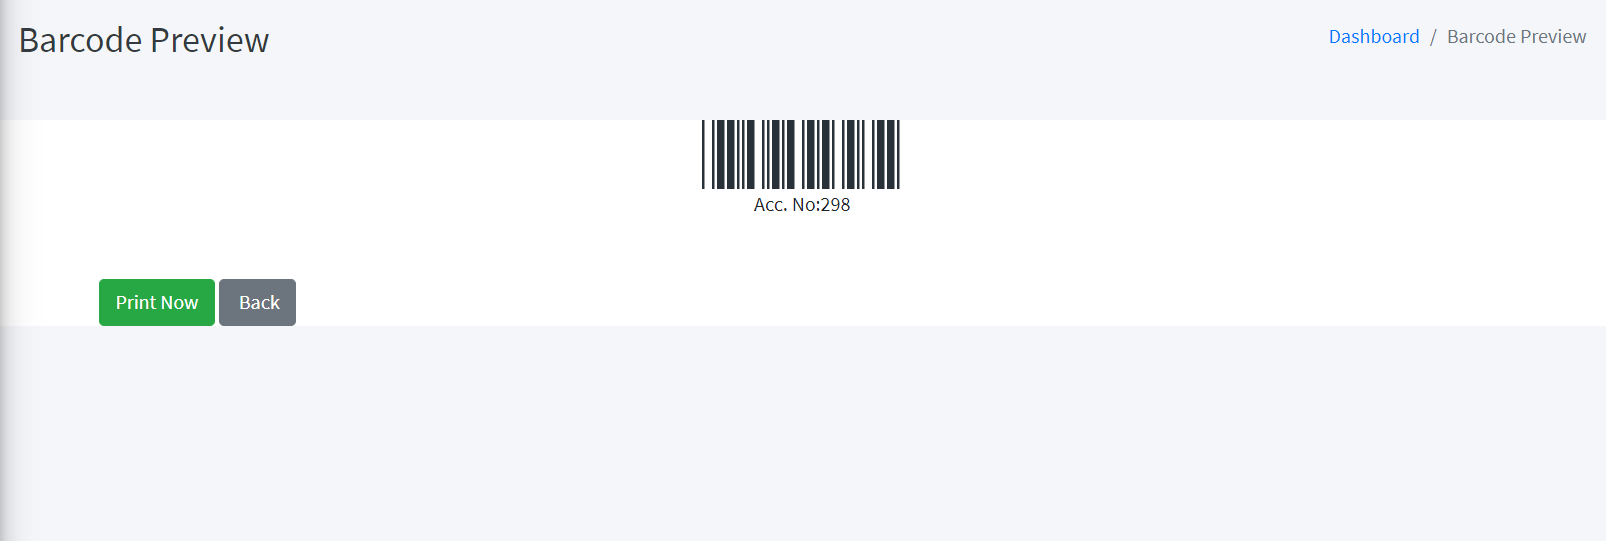 Barcode Preview
Dashboard / Barcode Preview
Acc. No:298
Print Now
Back